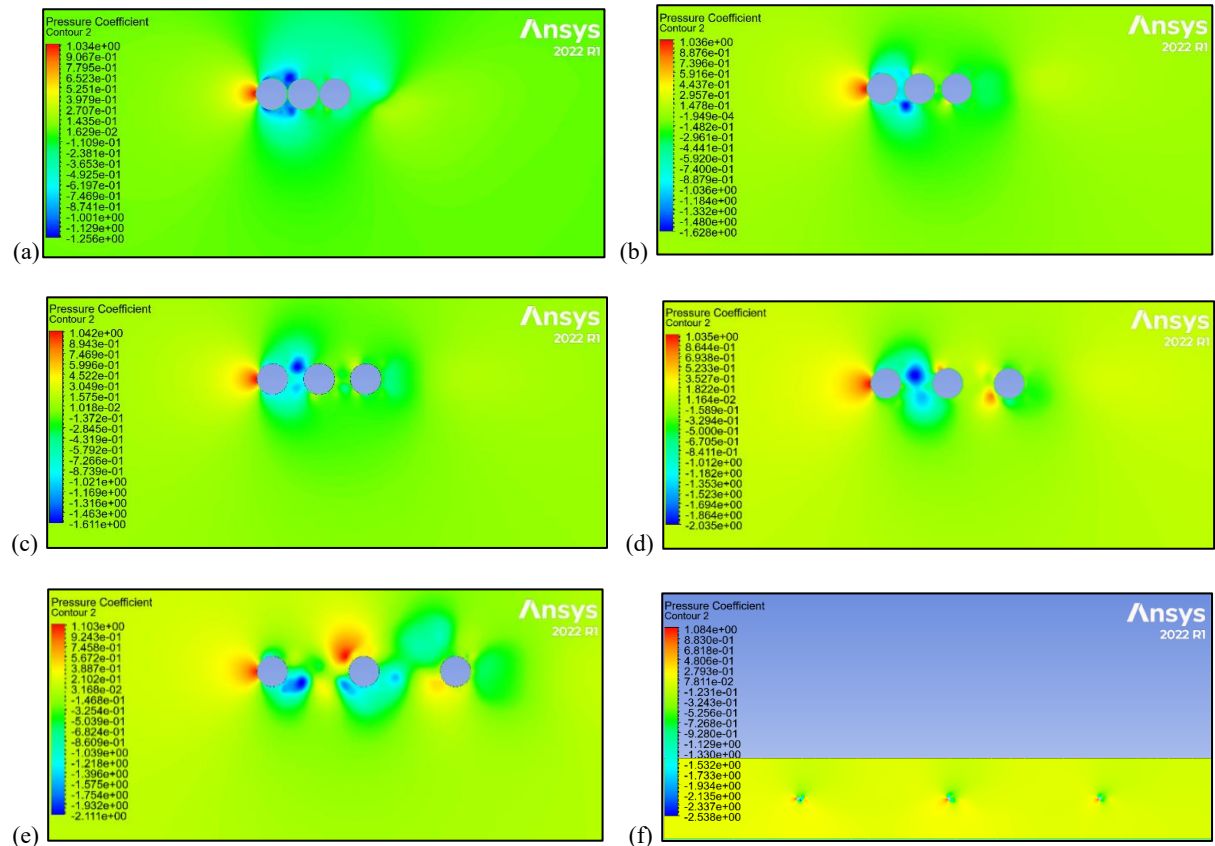 Pressure Coefficient
Contour 2
1.034e+00
9.067e-01
7.795e-01
6.523e-01
5.251e-01
3.979e-01
2.707e-01
1.435e-01
1.629e-02
-1.109e-01
-2.381e-01
-3.653e-01
-4.925e-01
-6.197e-01
-7.469e-01
-8.741e-01
-1.001e+00
-1.129e+00
-1.256e+00
Ansys
2022 R1
(a)
Pressure Coefficient
Contour 2
1.036e+00
8.876e-01
7.396e-01
5.916e-01
4.437e-01
2.957e-01
1.478e-01
-1.949e-04
-1.482e-01
-2.961e-01
-4.441e-01
-5.920e-01
-7.400e-01
-8.879e-01
-1.036e+00
-1.184e+00
-1.332e+00
-1.480e+00
-1.628e+00
Ansys
2022 R1
(b)
Pressure Coefficient
Contour 2
1.042e+00
8.943e-01
7.469e-01
5.996e-01
4.522e-01
3.049e-01
1.575e-01
1.018e-02
-1.372e-01
-2.845e-01
-4.319e-01
-5.792e-01
-7.266e-01
-8.739e-01
-1.021e+00
-1.169e+00
-1.316e+00
-1.463e+00
-1.611e+00
Ansys
2022 R1
(c)
Pressure Coefficient
Contour 2
1.035e+00
8.644e-01
6.938e-01
5.233e-01
3.527e-01
1.822e-01
1.164e-02
-1.589e-01
-3.294e-01
-5.000e-01
-6.705e-01
-8.411e-01
-1.012e+00
-1.182e+00
-1.353e+00
-1.523e+00
-1.694e+00
-1.864e+00
-2.035e+00
Ansys
2022 R1
(d)
Pressure Coefficient
Contour 2
1.103e+00
9.243e-01
7.458e-01
5.672e-01
3.887e-01
2.102e-01
3.168e-02
-1.468e-01
-3.254e-01
-5.039e-01
-6.824e-01
-8.609e-01
-1.039e+00
-1.218e+00
-1.396e+00
-1.575e+00
-1.754e+00
-1.932e+00
-2.111e+00
Ansys
2022 R1
(e)
Pressure Coefficient
Contour 2
1.084e+00
8.830e-01
6.818e-01
4.806e-01
2.793e-01
7.811e-02
-1.231e-01
-3.243e-01
-5.256e-01
-7.268e-01
-9.280e-01
-1.129e+00
-1.330e+00
-1.532e+00
-1.733e+00
-1.934e+00
-2.135e+00
-2.337e+00
-2.538e+00
Ansys
2022 R1
(f)